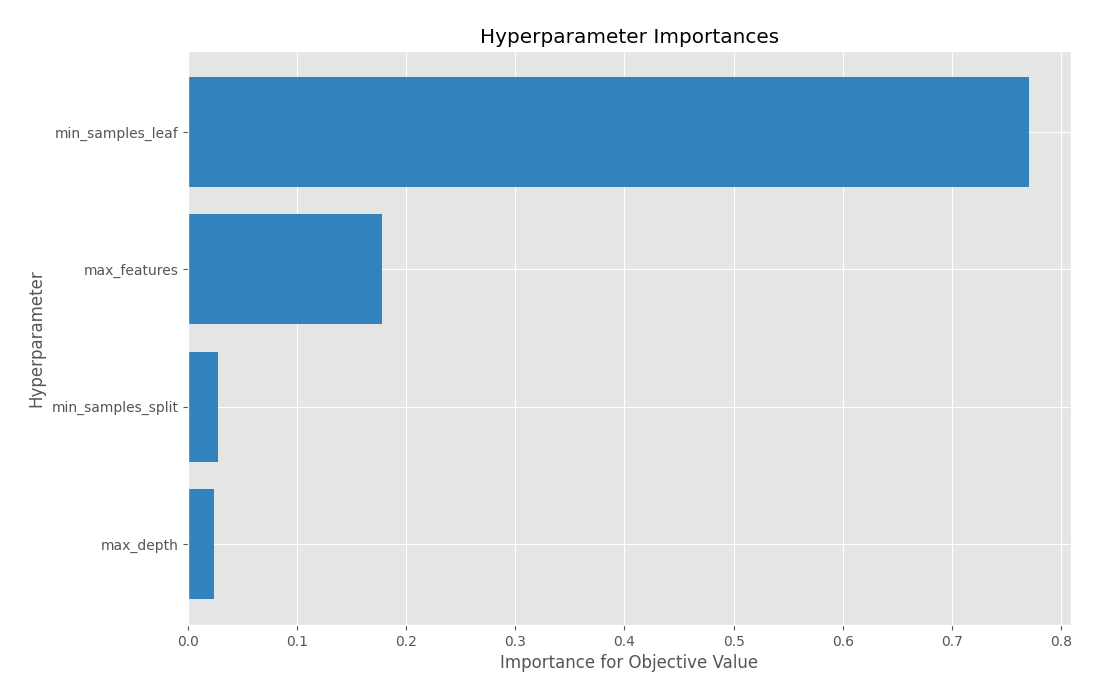 Hyperparameter Importances
Hyperparameter
min_samples_leaf
max_features
min_samples_split
max_depth
0.0 0.1 0.2 0.3 0.4 0.5 0.6 0.7 0.8
Importance for Objective Value